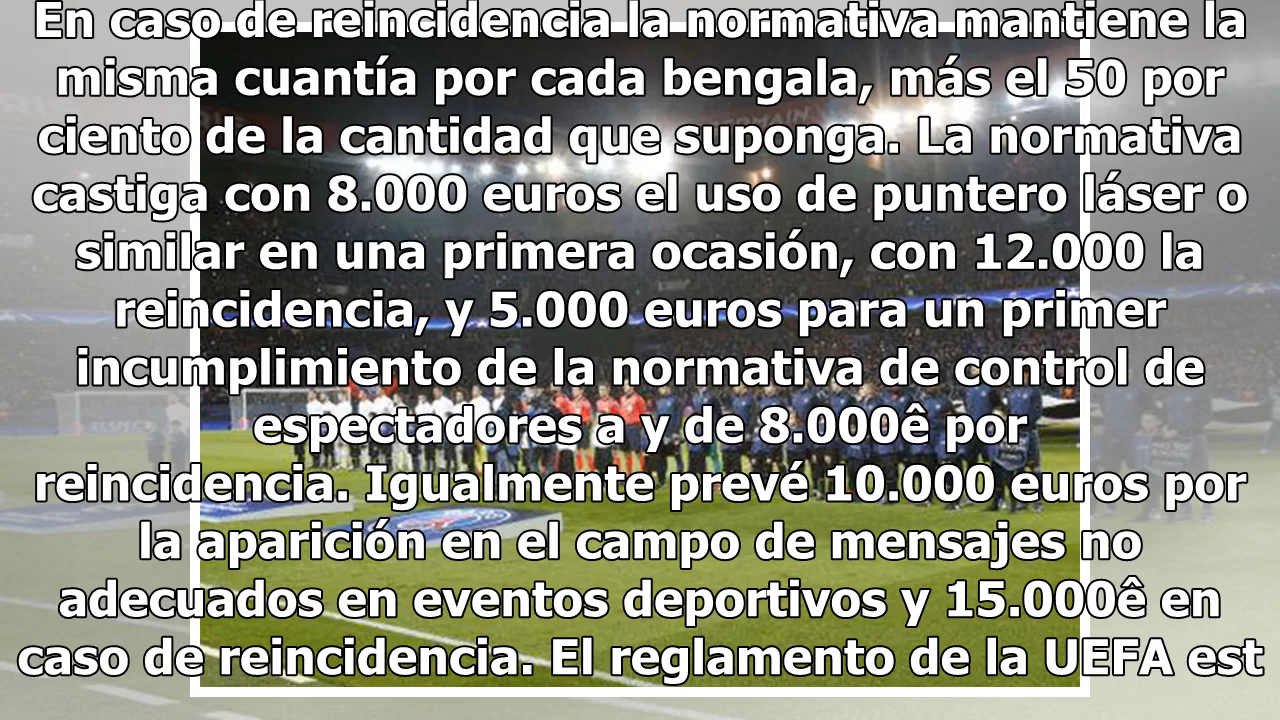 En caso de reincidencia la normativa mantiene la
misma cuantía por cada bengala, más el 50 por
ciento de la cantidad que suponga. La normativa
castiga con 8.000 euros el uso de puntero láser o
similar en una primera ocasión, con 12.000 la
reincidencia, y 5.000 euros para un primer
incumplimiento de la normativa de control de
espectadores a y de 8.000ê por
reincidencia. Igualmente prevé 10.000 euros por
la aparición en el campo de mensajes no
adecuados en eventos deportivos y 15.000ê en
caso de reincidencia. El reglamento de la UEFA est